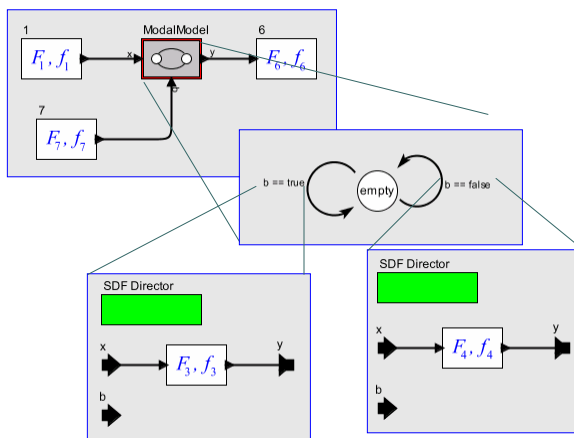 1
ModalModel
6
F1, f1
x
y
F6, f6
b
7
F7, f7
b == true
empty
b == false
SDF Director
x
F3, f3
y
b
SDF Director
x
F4, f4
y
b